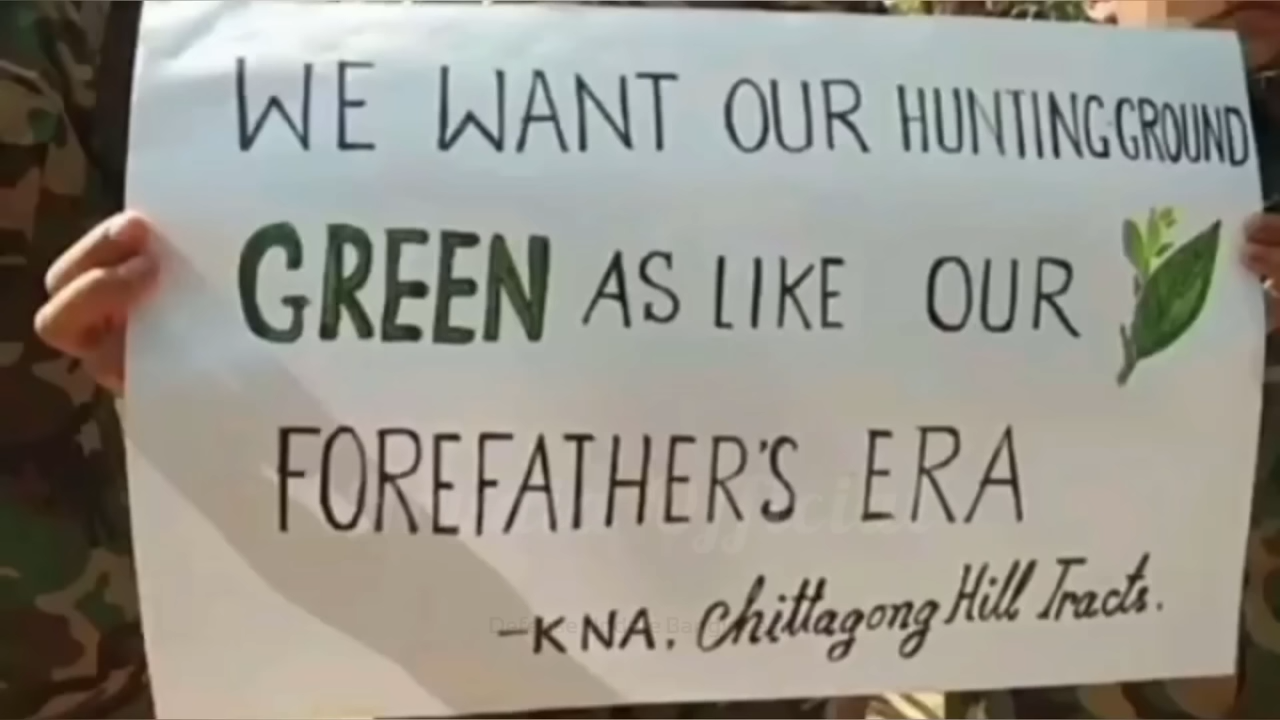 WE WANT OUR HUNTING GROUND
GREEN AS LIKE OUR
FOREFATHER'S ERA
-KNA, Chittagong Hill Tracts.